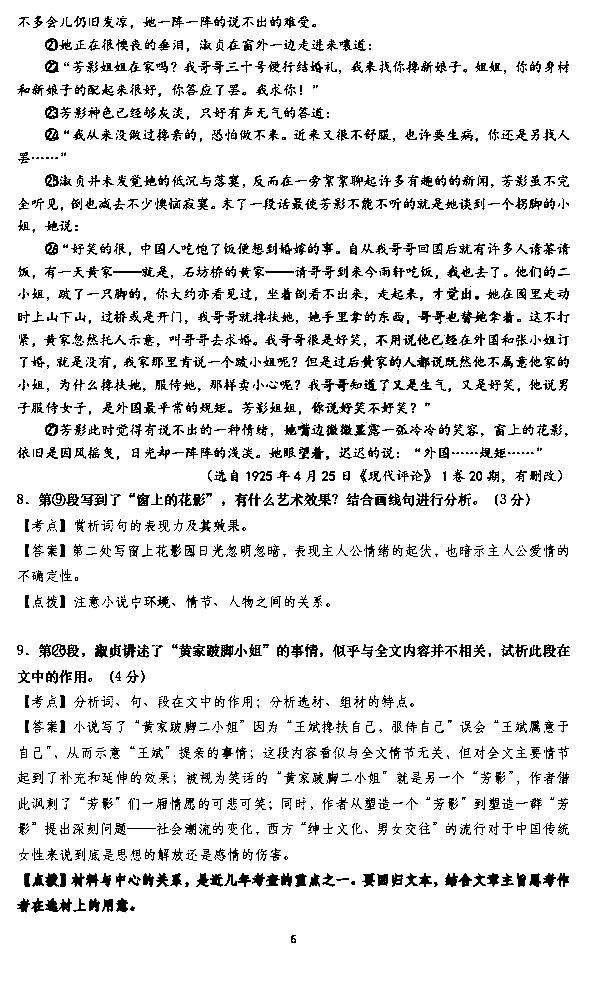 不多会儿仍旧发凉，她一阵一阵的说不出的难受。
㉑她正在很懊丧的垂泪，淑贞在窗外一边走进来嚷道：
㉒“芳影姐姐在家吗？我哥哥三十号便行结婚礼，我来找你搀新娘子。姐姐，你的身材
和新娘子的配起来很好，你答应了罢。我求你！”
㉓芳影神色已经够灰淡，只好有声无气的答道：
㉔“我从来没做过搀亲的，恐怕做不来。近来又很不舒服，也许要生病，你还是另找人
罢……”
㉕淑贞并未发觉她的低沉与落寞，反而在一旁絮絮聊起许多有趣的的新闻，芳影虽不完
全听见，倒也减去不少懊恼寂寞。末了一段话最使芳影不能不听的就是她谈到一个拐脚的小
姐，她说：
㉖“好笑的很，中国人吃饱了饭便想到婚嫁的事。自从我哥哥回国后就有许多人请茶请
饭，有一天黄家——就是，石坊桥的黄家——请哥哥到来今雨轩吃饭，我也去了。他们的二
小姐，跛了一只脚的，你大约亦看见过，坐着倒看不出来，走起来，才觉出。她在园里走动
时上山下山，过桥或是开门，我哥哥就搀扶她，她手里拿的东西，哥哥也替她拿着。这不打
紧，黄家忽然托人示意，叫哥哥去求婚。我哥哥很是好笑，不用说他已经在外国和张小姐订
了婚，就是没有，我家那里肯说一个跛小姐呢？但是过后黄家的人都说既然他不属意他家的
小姐，为什么搀扶她，服侍她，那样卖小心呢？我哥哥知道了又是生气，又是好笑，他说男
子服侍女子，是外国最平常的规矩。芳影姐姐，你说好笑不好笑？”
㉗芳影此时觉得有说不出的一种情绪，她嘴边微微显露一弧冷冷的笑容，窗上的花影，
依旧是因风摇曳，日光却一阵阵的浅淡。她眼望着，迟迟的说：“外国……规矩……”
（选自 1925 年 4 月 25 日《现代评论》 1 卷 20 期，有删改）
8．第⑨段写到了“窗上的花影”，有什么艺术效果？结合画线句进行分析。（3 分）
【考点】赏析词句的表现力及其效果。
【答案】第二处写窗上花影因日光忽明忽暗，表现主人公情绪的起伏，也暗示主人公爱情的
不确定性。
【点拨】注意小说中环境、情节、人物之间的关系。
9．第㉖段，淑贞讲述了“黄家跛脚小姐”的事情，似乎与全文内容并不相关，试析此段在
文中的作用。（4 分）
【考点】分析词、句、段在文中的作用；分析选材、组材的特点。
【答案】小说写了“黄家跛脚二小姐”因为“王斌搀扶自己，服侍自己”误会“王斌属意于
自己”，从而示意“王斌”提亲的事情；这段内容看似与全文情节无关，但对全文主要情节
起到了补充和延伸的效果；被视为笑话的“黄家跛脚二小姐”就是另一个“芳影”，作者借
此讽刺了“芳影”们一厢情愿的可悲可笑；同时，作者从塑造一个“芳影”到塑造一群“芳
影”提出深刻问题——社会潮流的变化，西方“绅士文化、男女交往”的流行对于中国传统
女性来说到底是思想的解放还是感情的伤害。
【点拨】材料与中心的关系，是近几年考查的重点之一。要回归文本，结合文章主旨思考作
者在选材上的用意。
6